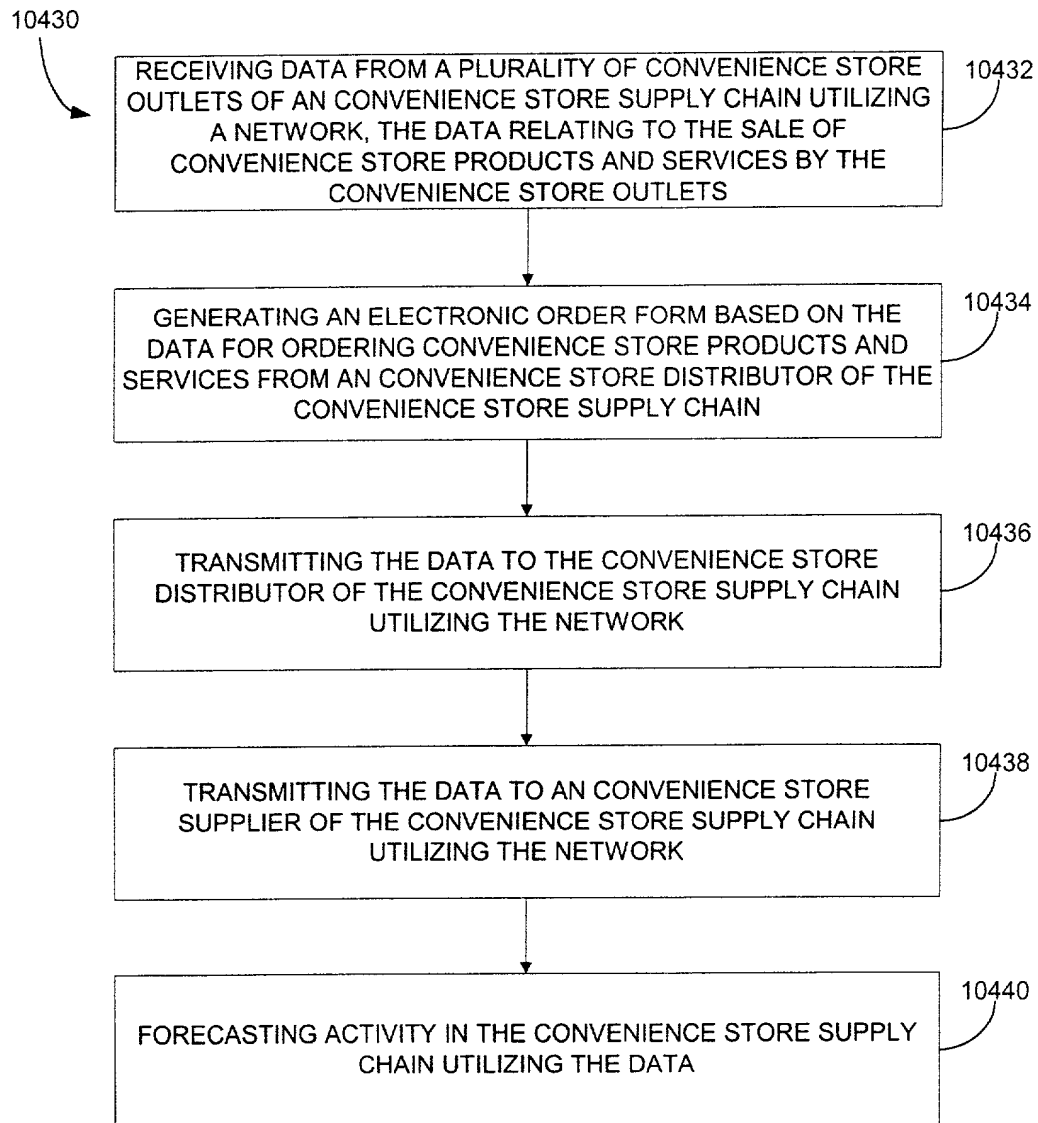 10430
RECEIVING DATA FROM A PLURALITY OF CONVENIENCE STORE
OUTLETS OF AN CONVENIENCE STORE SUPPLY CHAIN UTILIZING
A NETWORK, THE DATA RELATING TO THE SALE OF
CONVENIENCE STORE PRODUCTS AND SERVICES BY THE
CONVENIENCE STORE OUTLETS
10432
GENERATING AN ELECTRONIC ORDER FORM BASED ON THE
DATA FOR ORDERING CONVENIENCE STORE PRODUCTS AND
SERVICES FROM AN CONVENIENCE STORE DISTRIBUTOR OF THE
CONVENIENCE STORE SUPPLY CHAIN
10434
TRANSMITTING THE DATA TO THE CONVENIENCE STORE
DISTRIBUTOR OF THE CONVENIENCE STORE SUPPLY CHAIN
UTILIZING THE NETWORK
10436
TRANSMITTING THE DATA TO AN CONVENIENCE STORE
SUPPLIER OF THE CONVENIENCE STORE SUPPLY CHAIN
UTILIZING THE NETWORK
10438
FORECASTING ACTIVITY IN THE CONVENIENCE STORE SUPPLY
CHAIN UTILIZING THE DATA
10440